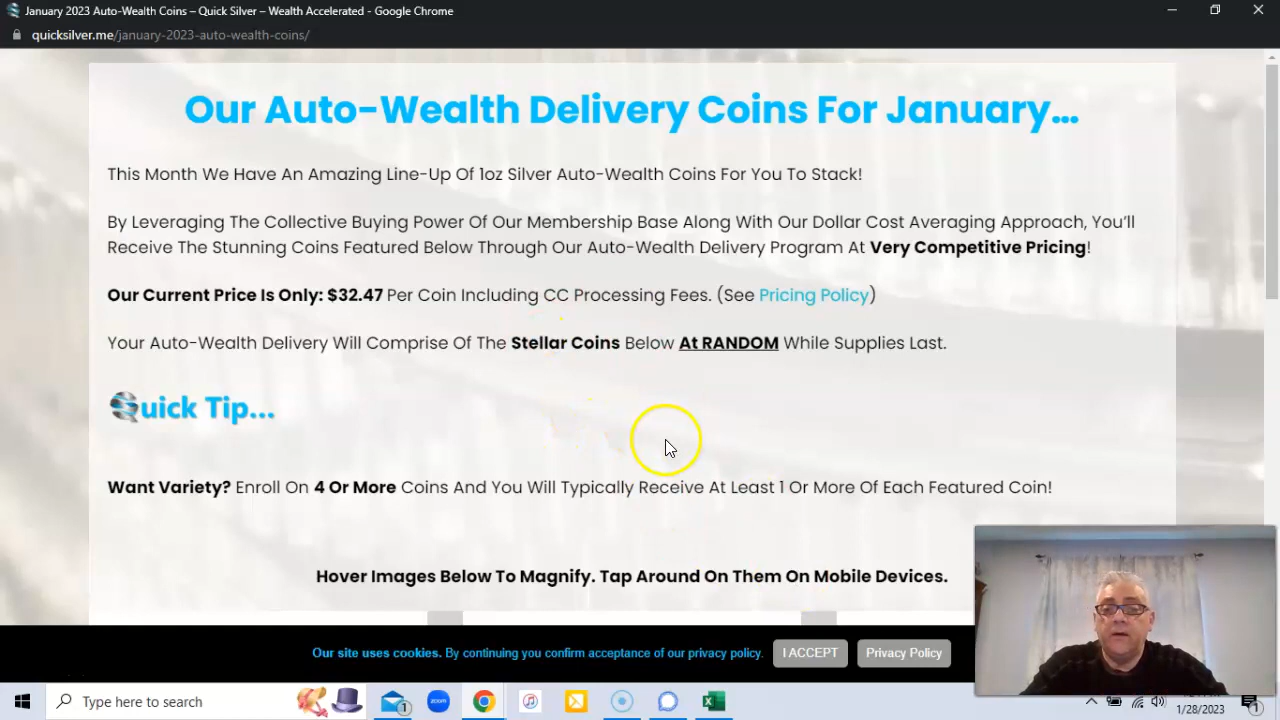 January 2023 Auto-Wealth Coins – Quick Silver – Wealth Accelerated - Google Chrome
quicksilver.me/january-2023-auto-wealth-coins/
Our Auto-Wealth Delivery Coins For January...
This Month We Have An Amazing Line-Up Of 1oz Silver Auto-Wealth Coins For You To Stack!
By Leveraging The Collective Buying Power Of Our Membership Base Along With Our Dollar Cost Averaging Approach, You’ll
Receive The Stunning Coins Featured Below Through Our Auto-Wealth Delivery Program At Very Competitive Pricing!
Our Current Price Is Only: $32.47 Per Coin Including CC Processing Fees. (See Pricing Policy)
Your Auto-Wealth Delivery Will Comprise Of The Stellar Coins Below At RANDOM While Supplies Last.
Quick Tip...
Want Variety? Enroll On 4 Or More Coins And You Will Typically Receive At Least 1 Or More Of Each Featured Coin!
Hover Images Below To Magnify. Tap Around On Them On Mobile Devices.
Our site uses cookies. By continuing you confirm acceptance of our privacy policy. I ACCEPT Privacy Policy
Type here to search
1
zoom
1/28/2023
1